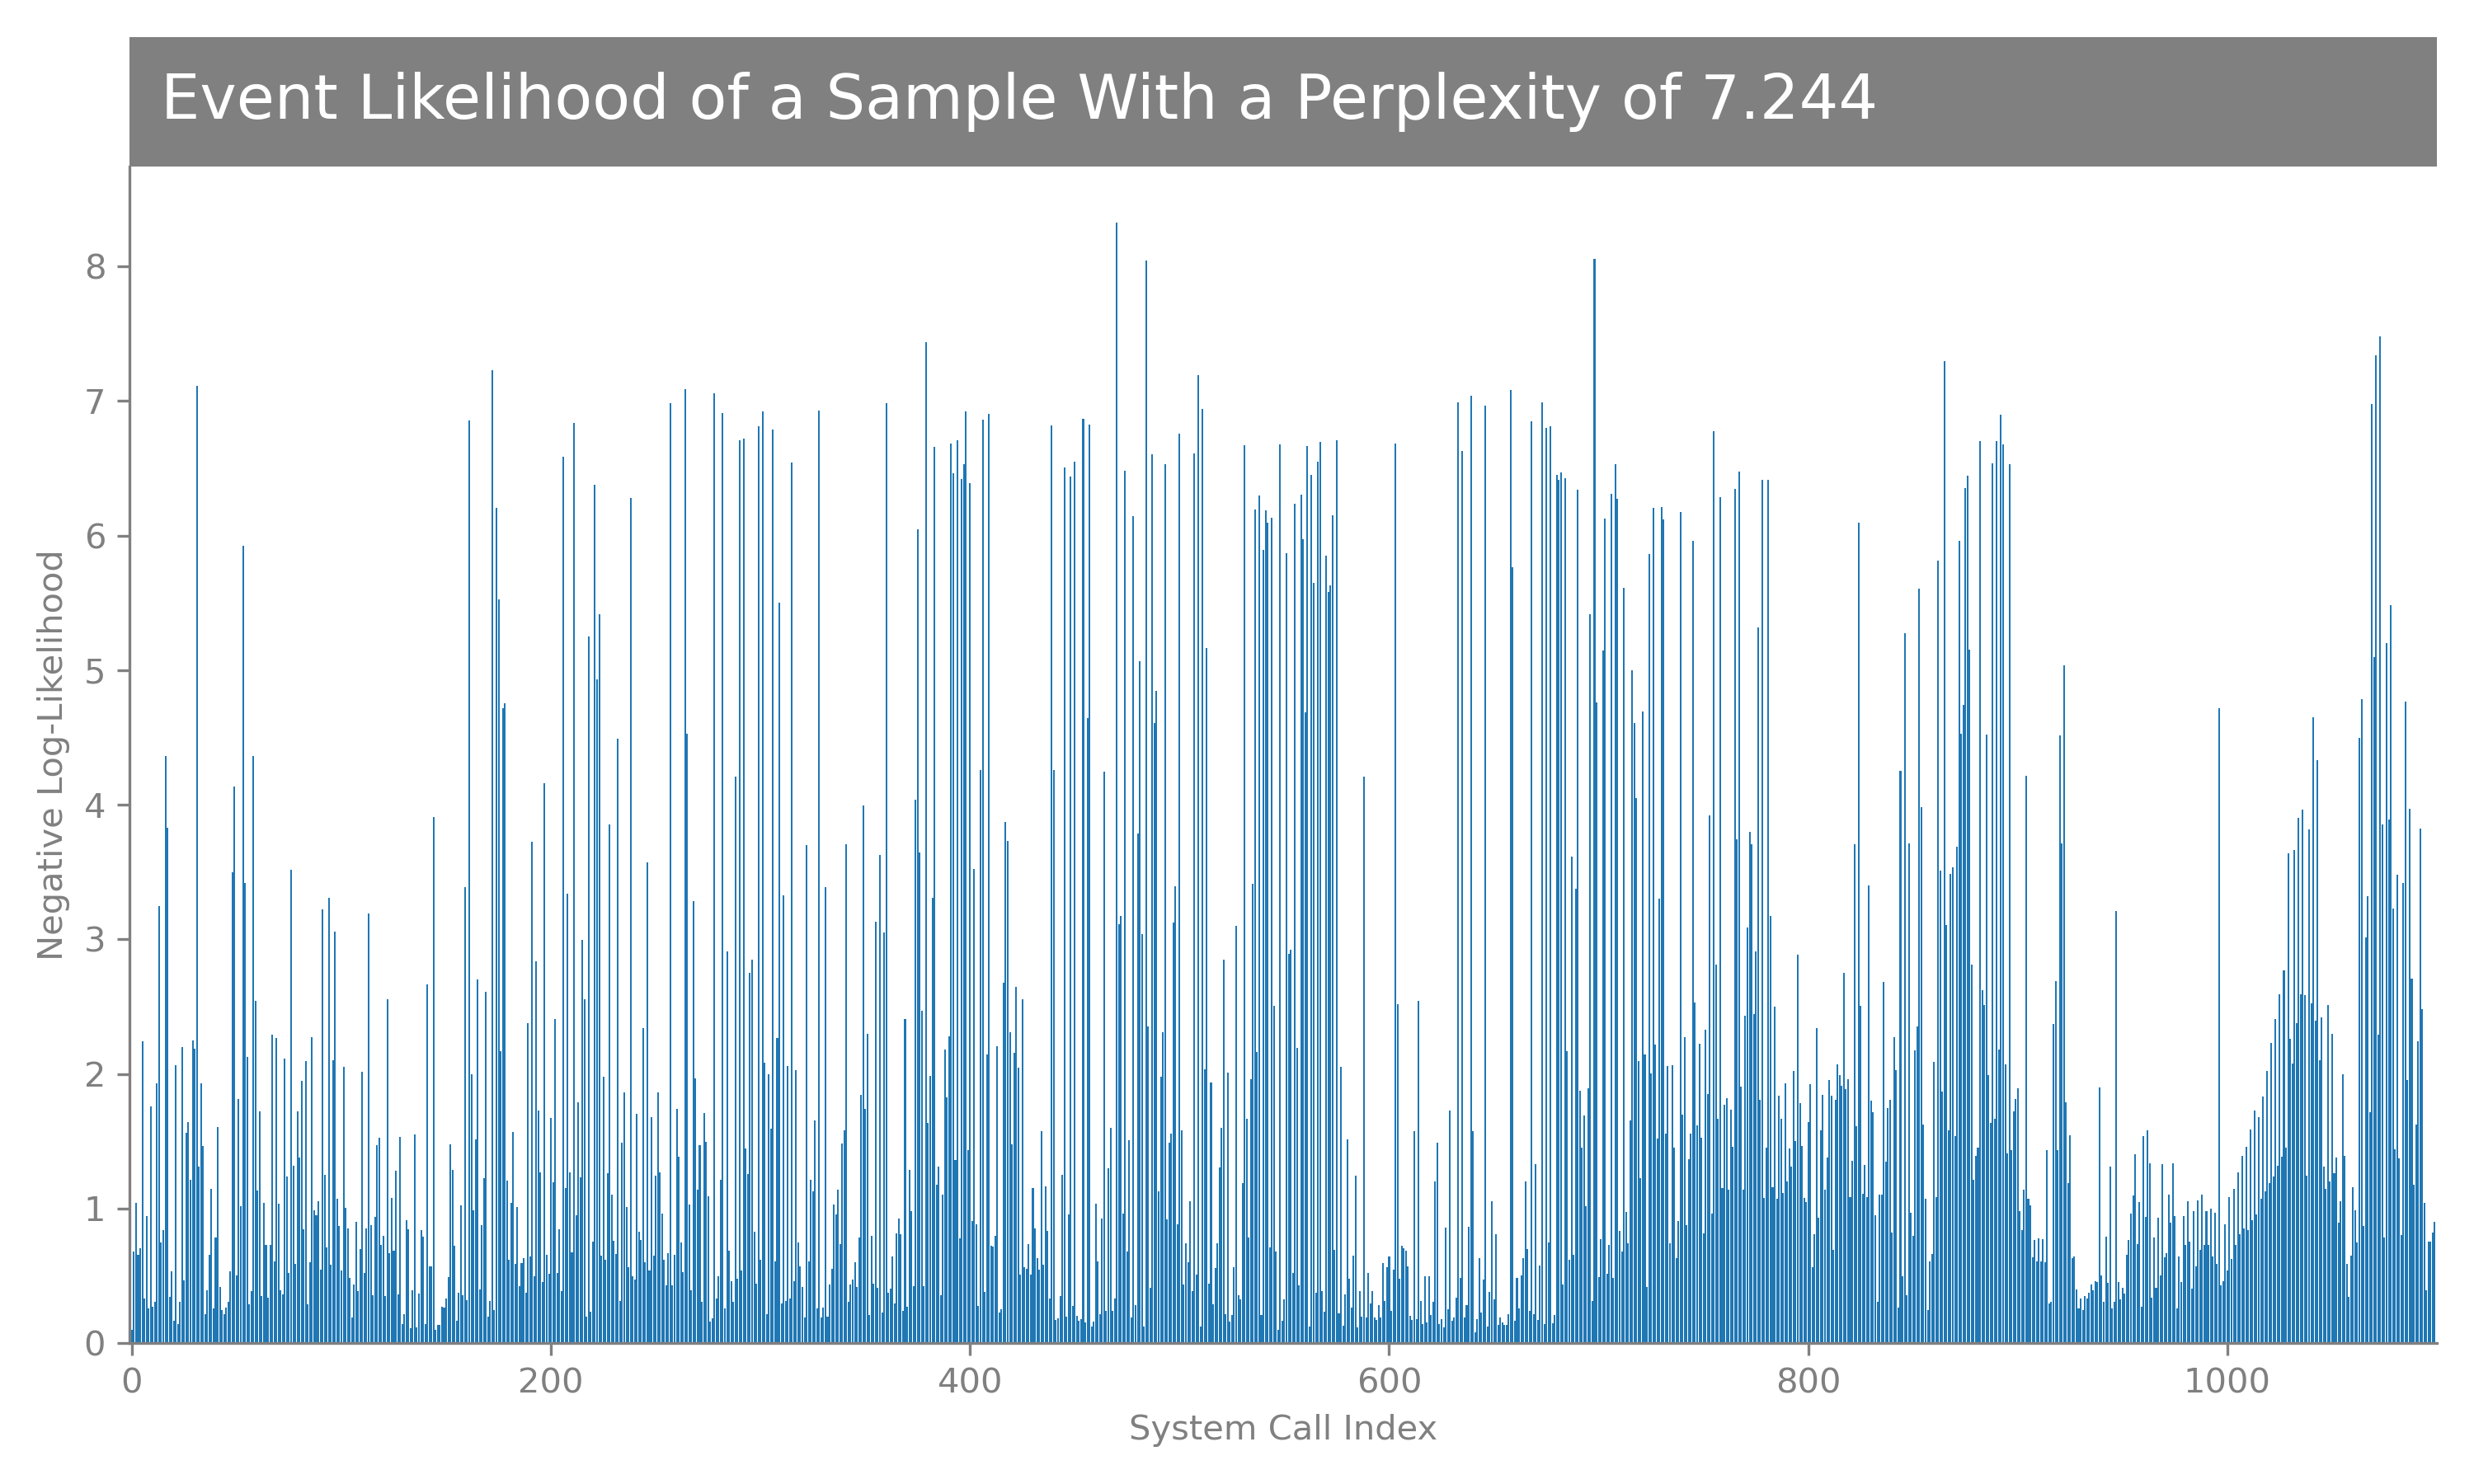 Event Likelihood of a Sample With a Perplexity of 7.244
8
7
6
5
4
3
2
1
0
Negative Log-Likelihood
0 200 400 600 800 1000
System Call Index